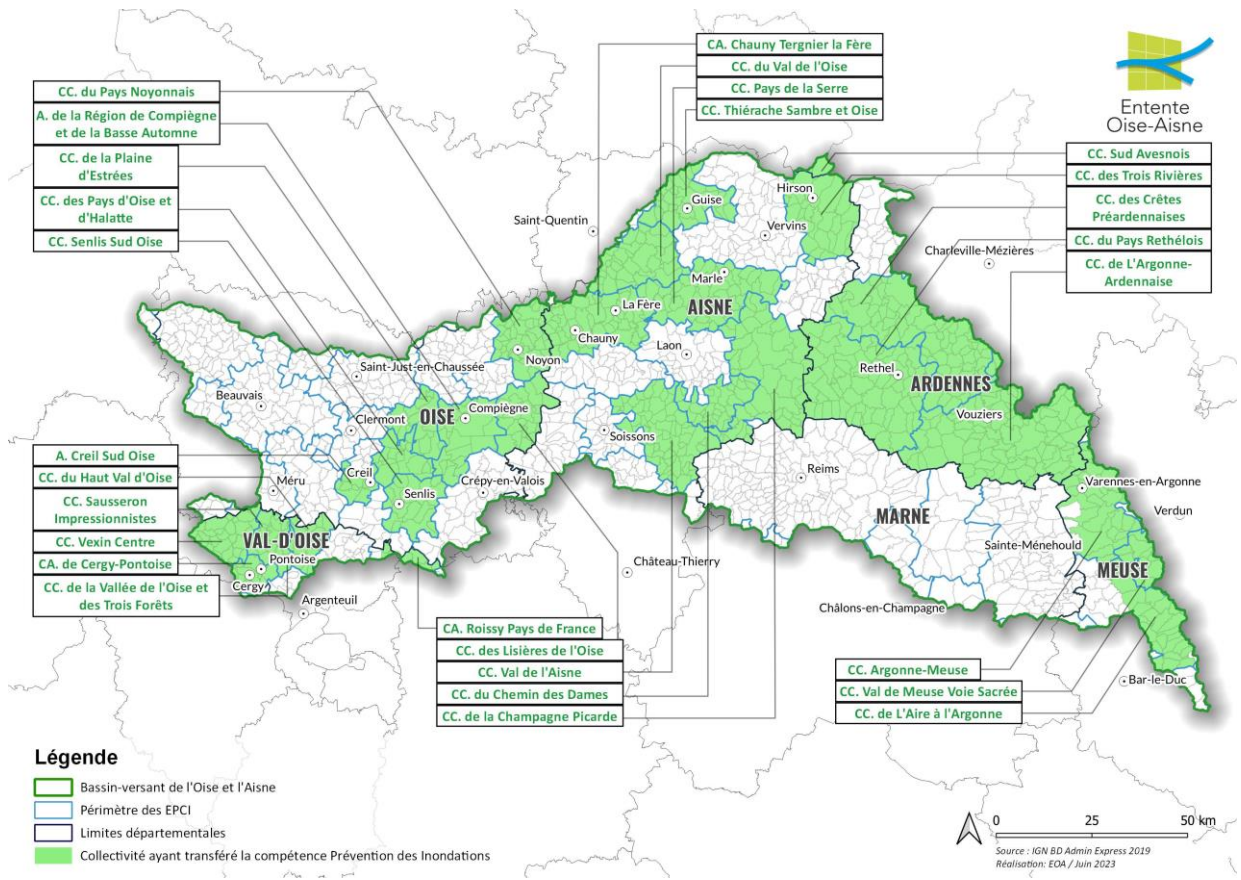 CA. Chauny Tergnier la Fère
CC. du Val de l'Oise
CC. Pays de la Serre
CC. Thiérache Sambre et Oise
Entente
Oise-Aisne
CC. du Pays Noyonnais
A. de la Région de Compiègne
et de la Basse Automne
CC. de la Plaine
d'Estrées
CC. des Pays d'Oise et
d'Halatte
CC. Senlis Sud Oise
CC. Sud Avesnois
CC. des Trois Rivières
CC. des Crêtes
Préardennaises
CC. du Pays Rethélois
CC. de L'Argonne-
Ardennaise
Saint-Quentin
Guise
Hirson
Vervins
Charleville-Mézières
Marle
La Fère
AISNE
Chauny
Laon
Noyon
Saint-Just-en-Chaussée
Rethel
ARDENNES
Beauvais
Clermont
OISE
Compiègne
Vouziers
Soissons
Creil
Senlis
Crépy-en-Valois
Reims
Méru
Varennes-en-Argonne
Verdun
MARNE
Sainte-Ménehould
MEUSE
VAL-D'OISE
Pontoise
Cergy
Argenteuil
Château-Thierry
Châlons-en-Champagne
Bar-le-Duc
A. Creil Sud Oise
CC. du Haut Val d'Oise
CC. Sausseron
Impressionnistes
CC. Vexin Centre
CA. de Cergy-Pontoise
CC. de la Vallée de l'Oise et
des Trois Forêts
CA. Roissy Pays de France
CC. des Lisières de l'Oise
CC. Val de l'Aisne
CC. du Chemin des Dames
CC. de la Champagne Picarde
CC. Argonne-Meuse
CC. Val de Meuse Voie Sacrée
CC. de L'Aire à l'Argonne
Légende
Bassin-versant de l'Oise et l'Aisne
Périmètre des EPCI
Limites départementales
Collectivité ayant transféré la compétence Prévention des Inondations
0 25 50 km
Source : IGN BD Admin Express 2019
Réalisation: EOA / Juin 2023